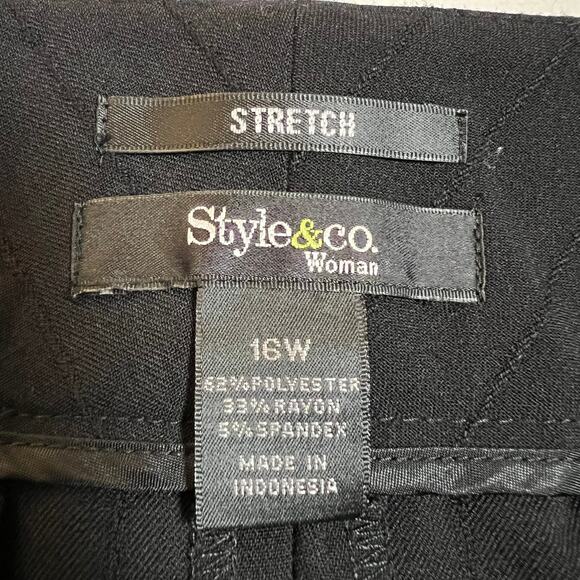 STRETCH
Style&co.
Woman
16W
62% POLYESTER
33% RAYON
5% SPANDEX
MADE IN
INDONESIA